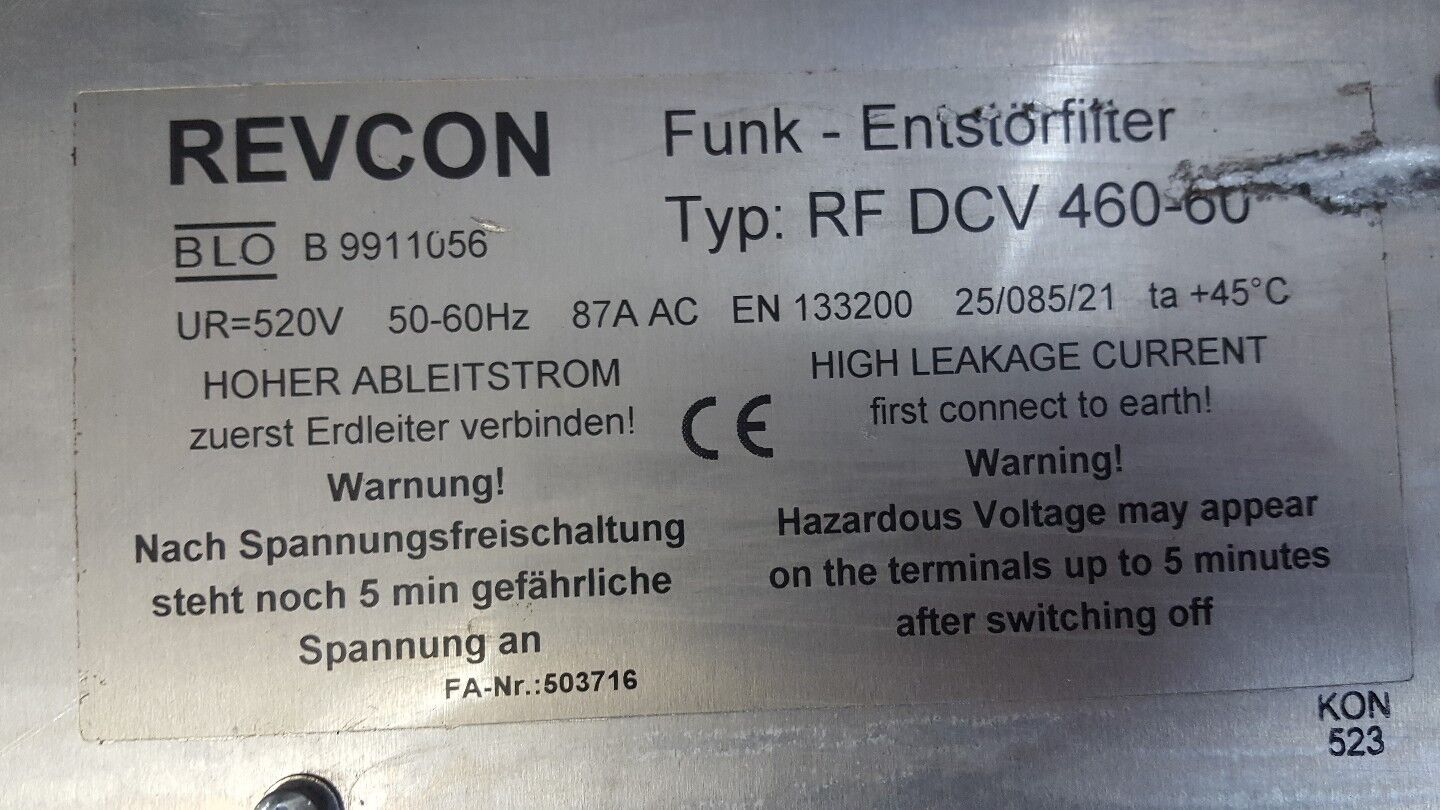 REVCON
Funk - Entstörfilter
Typ: RF DCV 460-60
BLO B 9911056
UR=520V 50-60Hz 87A AC EN 133200 25/085/21 ta +45°C
HOHER ABLEITSTROM
zuerst Erdleiter verbinden!
CE
HIGH LEAKAGE CURRENT
first connect to earth!
Warnung!
Nach Spannungsfreischaltung
steht noch 5 min gefährliche
Spannung an
Warning!
Hazardous Voltage may appear
on the terminals up to 5 minutes
after switching off
FA-Nr.:503716
KON
523